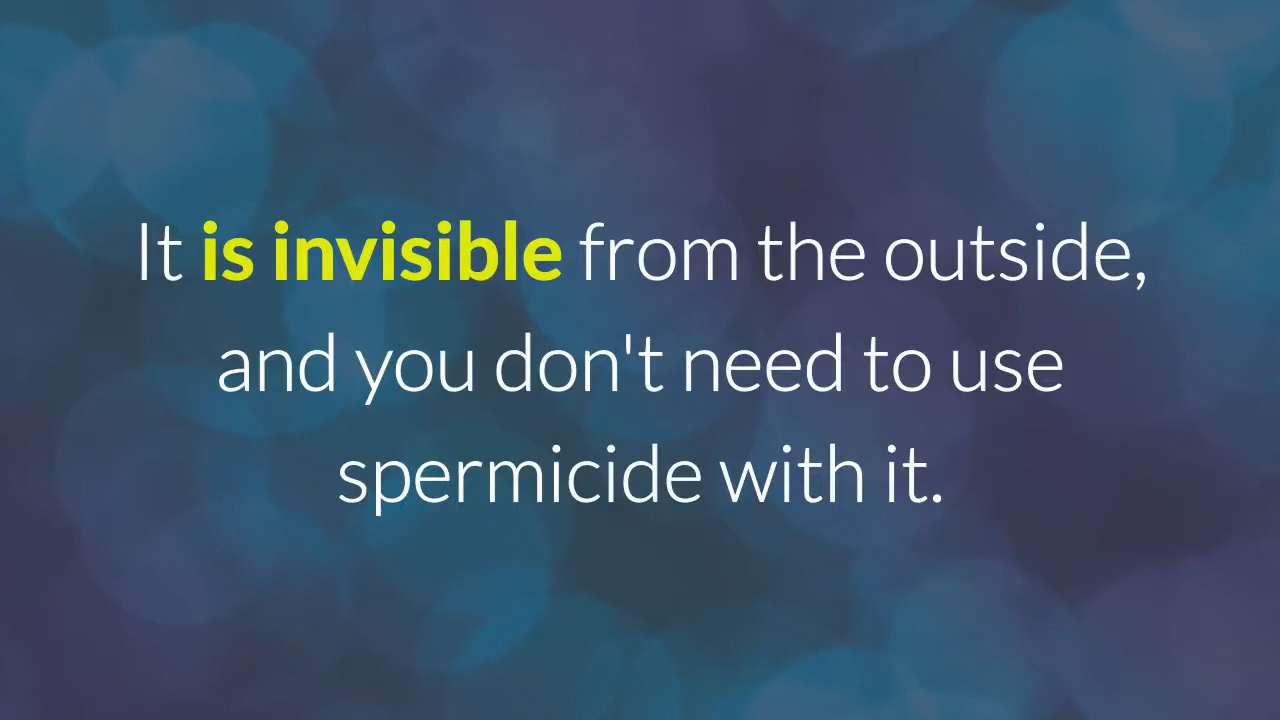 It is invisible from the outside,
and you don't need to use
spermicide with it.